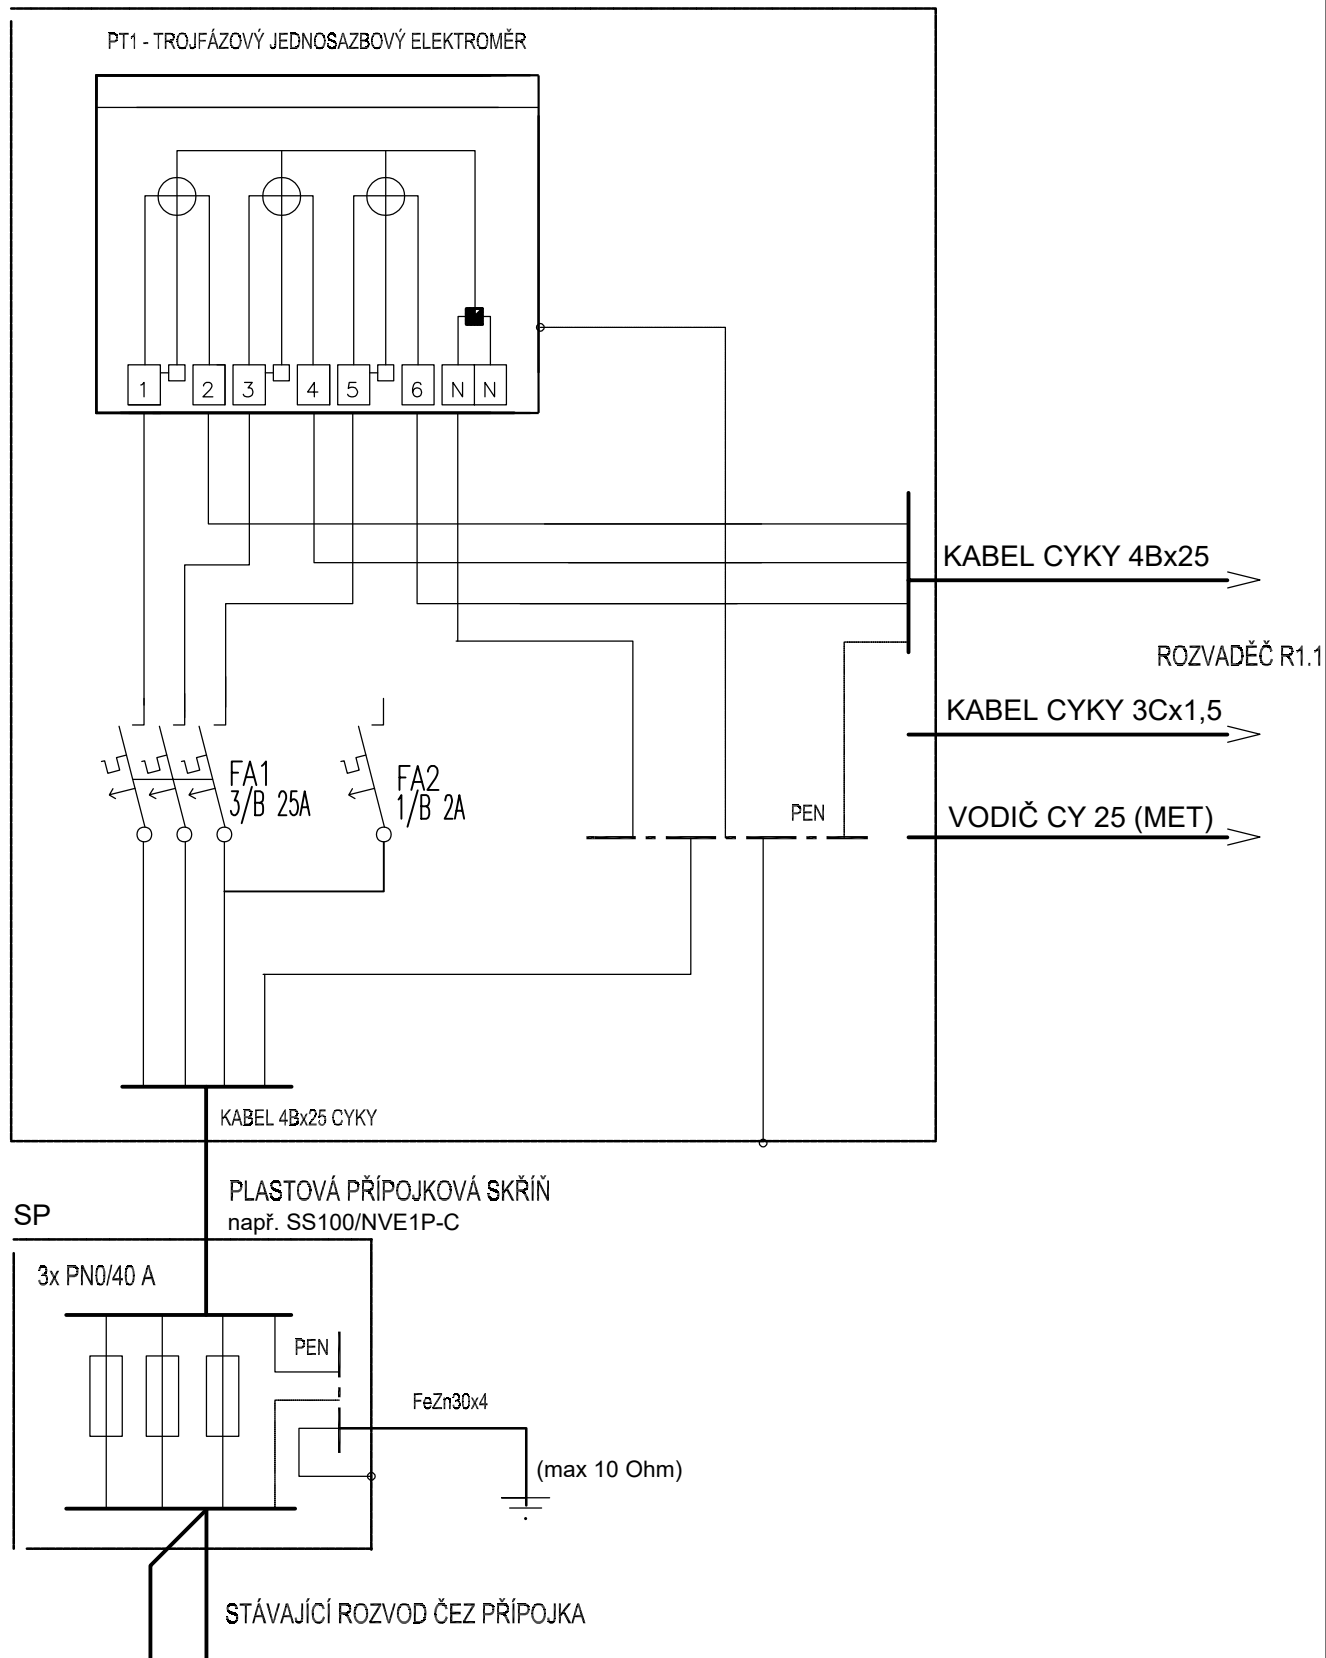 PT1 - TROJFÁZOVÝ JEDNOSAZBOVÝ ELEKTROMĚR
1 2 3 4 5 6 N N
KABEL CYKY 4Bx25
ROZVADĚČ R1.1
KABEL CYKY 3Cx1,5
FA1
3/B 25A
FA2
1/B 2A
PEN
VODIČ CY 25 (MET)
KABEL 4Bx25 CYKY
PLASTOVÁ PŘÍPOJKOVÁ SKŘÍŇ
např. SS100/NVE1P-C
SP
3x PN0/40 A
PEN
FeZn30x4
(max 10 Ohm)
STÁVAJÍCÍ ROZVOD ČEZ PŘÍPOJKA